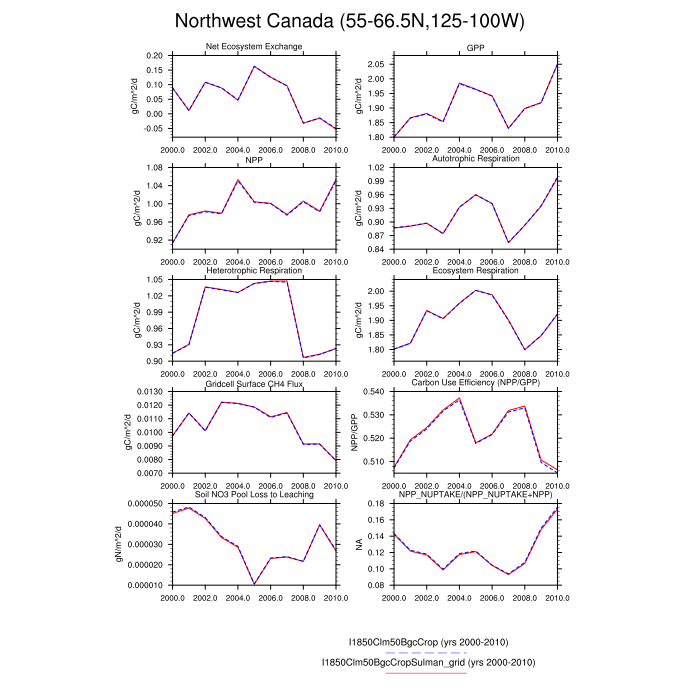 Northwest Canada (55-66.5N,125-100W)
Net Ecosystem Exchange
gC/m^2/d
0.20
0.15
0.10
0.05
0.00
-0.05
2000.0 2002.0 2004.0 2006.0 2008.0 2010.0
GPP
gC/m^2/d
2.05
2.00
1.95
1.90
1.85
1.80
2000.0 2002.0 2004.0 2006.0 2008.0 2010.0
NPP
gC/m^2/d
1.08
1.04
1.00
0.96
0.92
2000.0 2002.0 2004.0 2006.0 2008.0 2010.0
Autotrophic Respiration
gC/m^2/d
1.02
0.99
0.96
0.93
0.90
0.87
0.84
2000.0 2002.0 2004.0 2006.0 2008.0 2010.0
Heterotrophic Respiration
gC/m^2/d
1.05
1.02
0.99
0.96
0.93
0.90
2000.0 2002.0 2004.0 2006.0 2008.0 2010.0
Ecosystem Respiration
gC/m^2/d
2.00
1.95
1.90
1.85
1.80
2000.0 2002.0 2004.0 2006.0 2008.0 2010.0
Gridcell Surface CH4 Flux
gC/m^2/d
0.0130
0.0120
0.0110
0.0100
0.0090
0.0080
0.0070
2000.0 2002.0 2004.0 2006.0 2008.0 2010.0
Carbon Use Efficiency (NPP/GPP)
NPP/GPP
0.540
0.530
0.520
0.510
2000.0 2002.0 2004.0 2006.0 2008.0 2010.0
Soil NO3 Pool Loss to Leaching
gN/m^2/d
0.000050
0.000040
0.000030
0.000020
0.000010
2000.0 2002.0 2004.0 2006.0 2008.0 2010.0
NPP_NUPTAKE/(NPP_NUPTAKE+NPP)
NA
0.18
0.16
0.14
0.12
0.10
0.08
2000.0 2002.0 2004.0 2006.0 2008.0 2010.0
I1850Clm50BgcCrop (yrs 2000-2010)
I1850Clm50BgcCropSulman_grid (yrs 2000-2010)